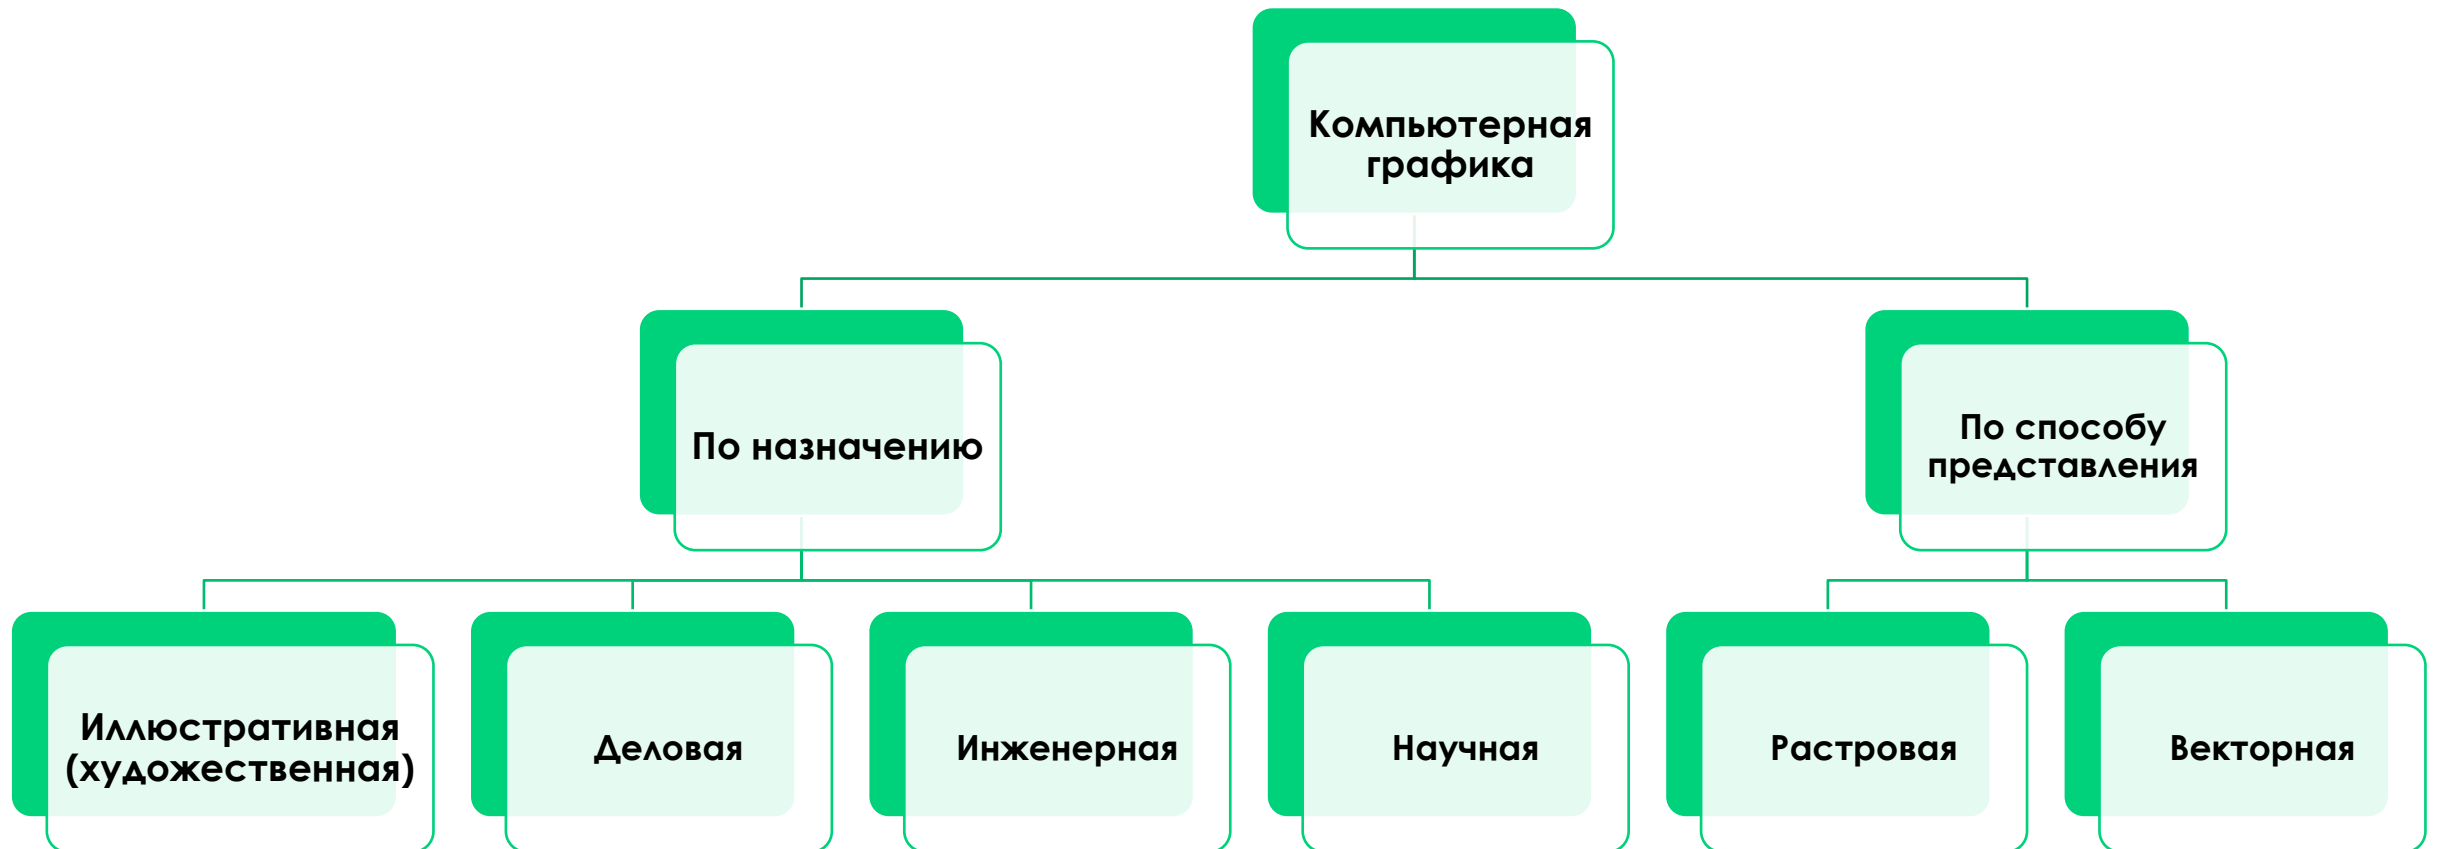 Компьютерная
графика
По назначению
По способу
представления
Иллюстративная
(художественная)
Деловая
Инженерная
Научная
Растровая
Векторная